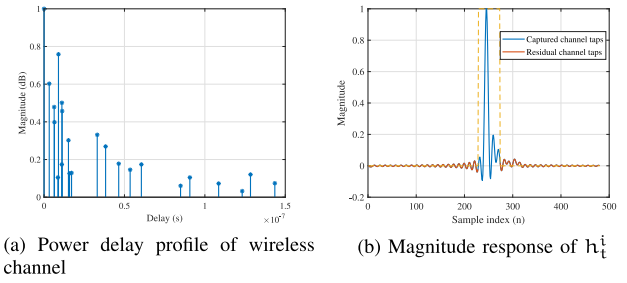 1
0.8
0.6
0.4
0.2
0
Magnitude (dB)
0 0.5 1 1.5
Delay (s)
×10^-7
(a) Power delay profile of wireless
channel
1
0.8
0.6
0.4
0.2
0
-0.2
Magnitude
Captured channel taps
Residual channel taps
0 100 200 300 400 500
Sample index (n)
(b) Magnitude response of h_t^i